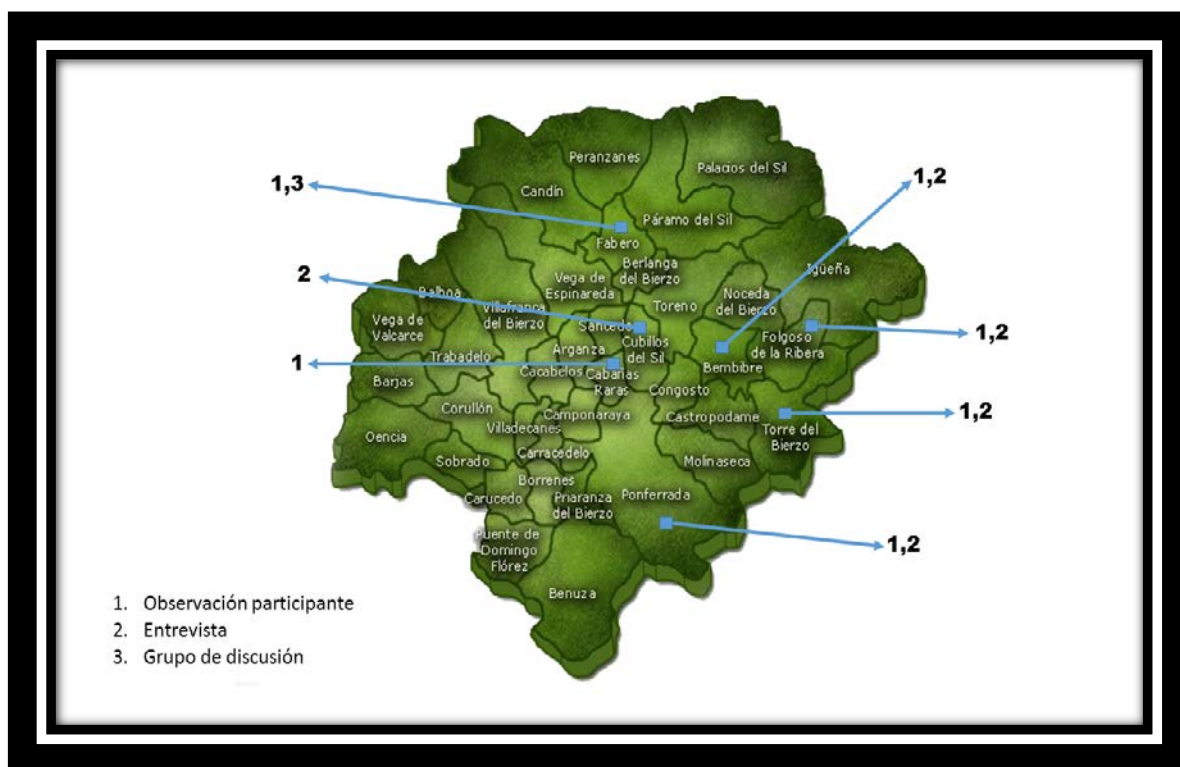 Peranzanes
Palacios del Sil
1,3
1,2
Candín
Páramo del Sil
Fabero
Berlanga
del Bierzo
Igüeña
2
Vega de
Espinareda
Noceda
del Bierzo
Balboa
Villafranca
del Bierzo
Toreno
Vega de
Valcarce
Sancedo
Cubillos
del Sil
Folgoso
de la Ribera
1,2
Trabadelo
Arganza
1
Cacabelos
Cabañas
Raras
Bembibre
Barjas
Congosto
Corullón
Camponaraya
Castropodame
1,2
Villadecanes
Torre del
Bierzo
Oencia
Carracedelo
Sobrado
Molinaseca
Borrenes
Carucedo
Priaranza
del Bierzo
Ponferrada
Puente de
Domingo
Flórez
1,2
Benuza
1. Observación participante
2. Entrevista
3. Grupo de discusión